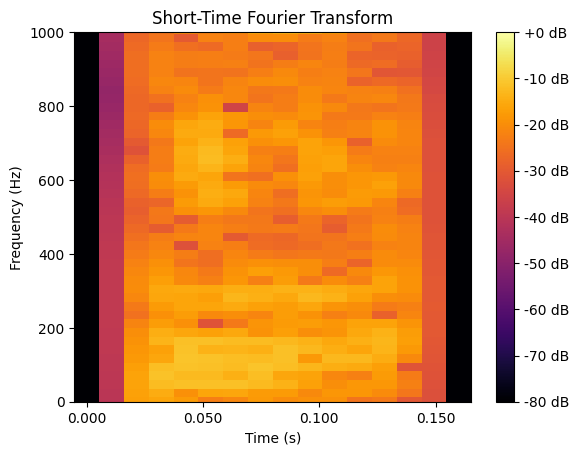 Short-Time Fourier Transform
Frequency (Hz)
1000
800
600
400
200
0
0.000
0.050
0.100
0.150
Time (s)
+0 dB
-10 dB
-20 dB
-30 dB
-40 dB
-50 dB
-60 dB
-70 dB
-80 dB